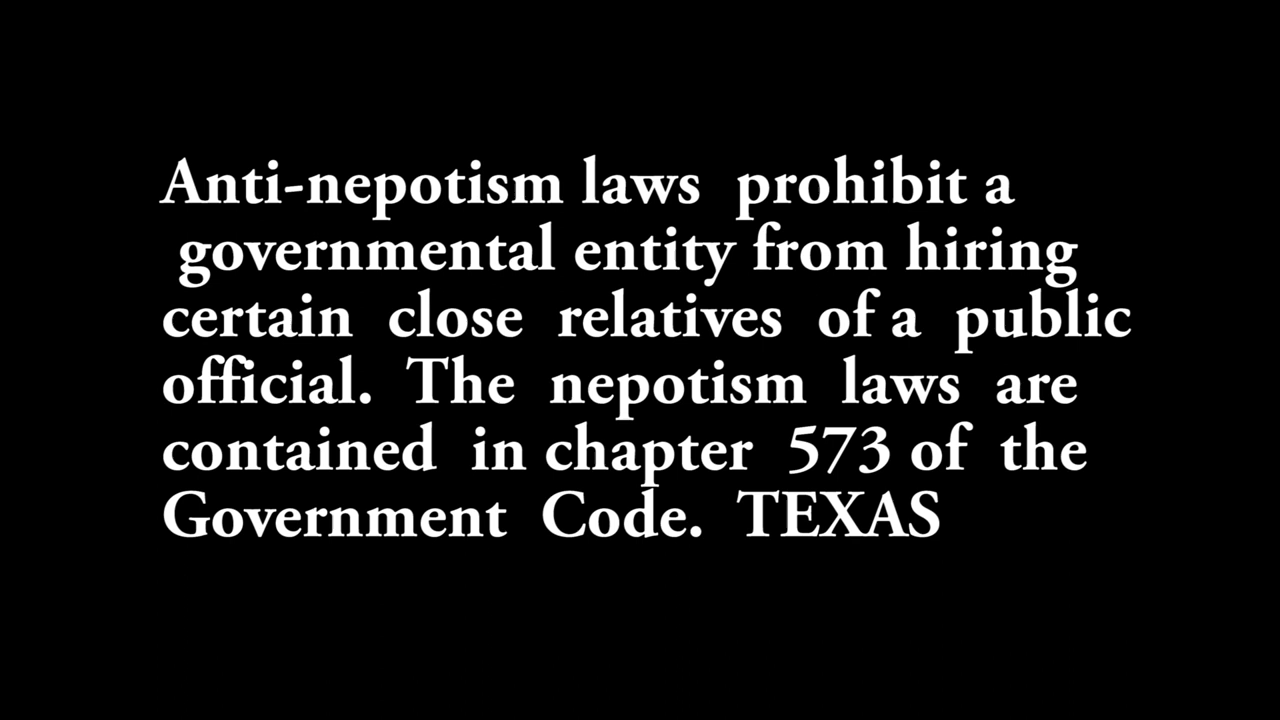 Anti-nepotism laws prohibit a
governmental entity from hiring
certain close relatives of a public
official. The nepotism laws are
contained in chapter 573 of the
Government Code. TEXAS